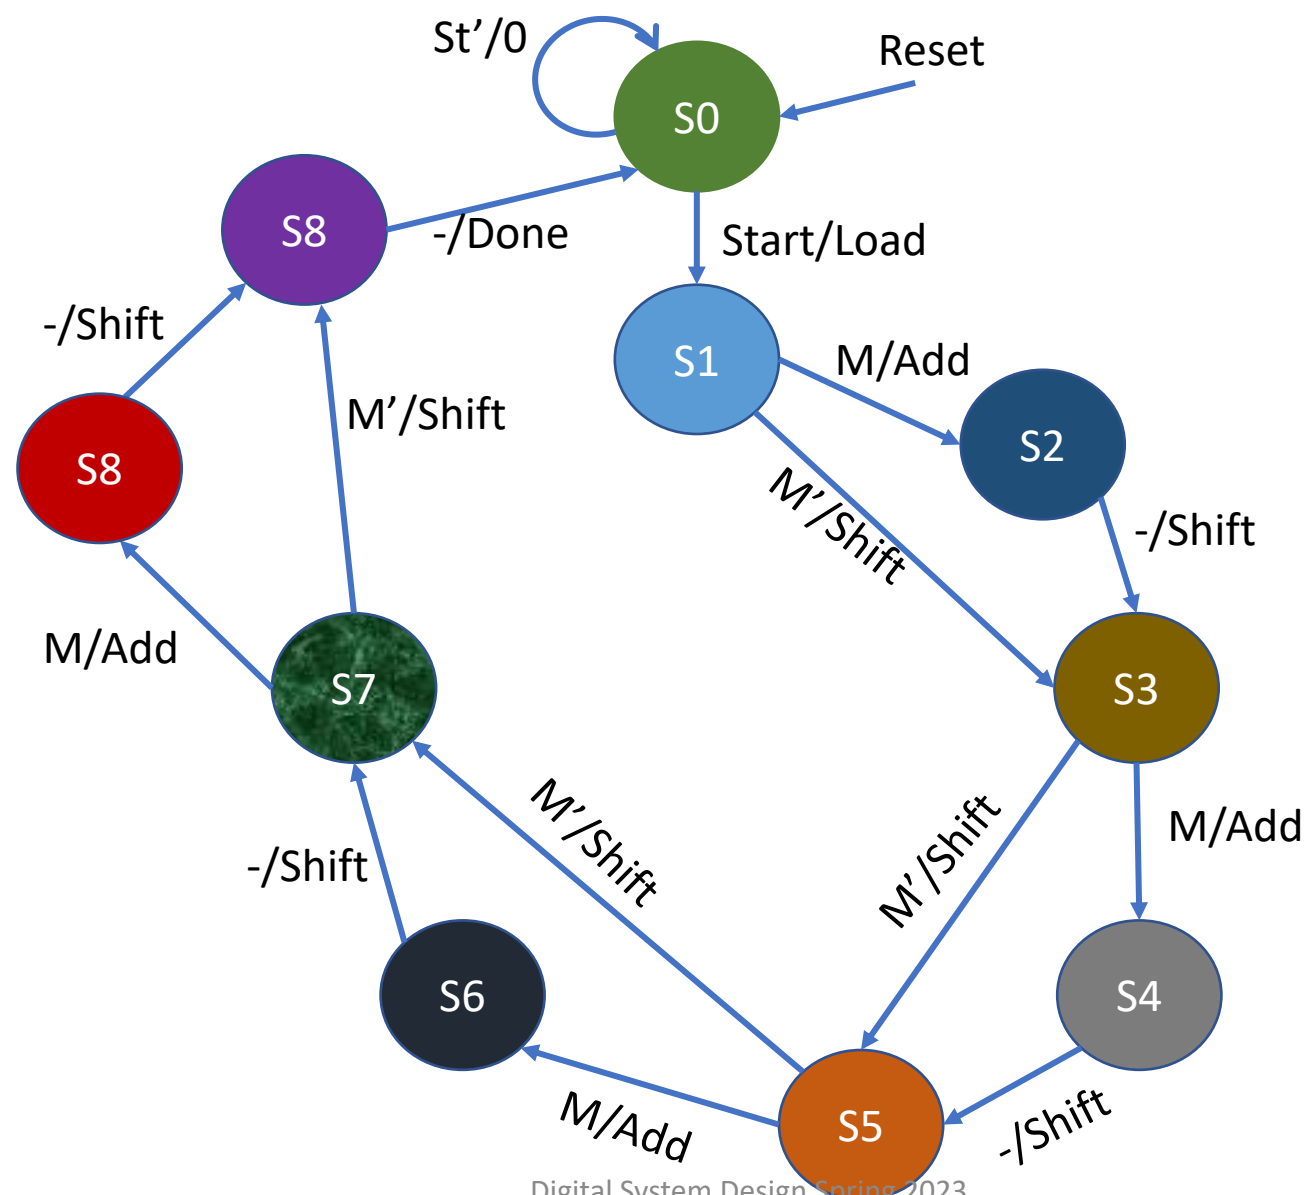 St’/0
Reset
S0
S8
-/Done
Start/Load
-/Shift
S1
M/Add
M’/Shift
S2
S8
M’/Shift
-/Shift
M/Add
S7
S3
M’/Shift
M’/Shift
M/Add
-/Shift
S6
S4
M/Add
S5
-/Shift
Digital System Design Spring 2023